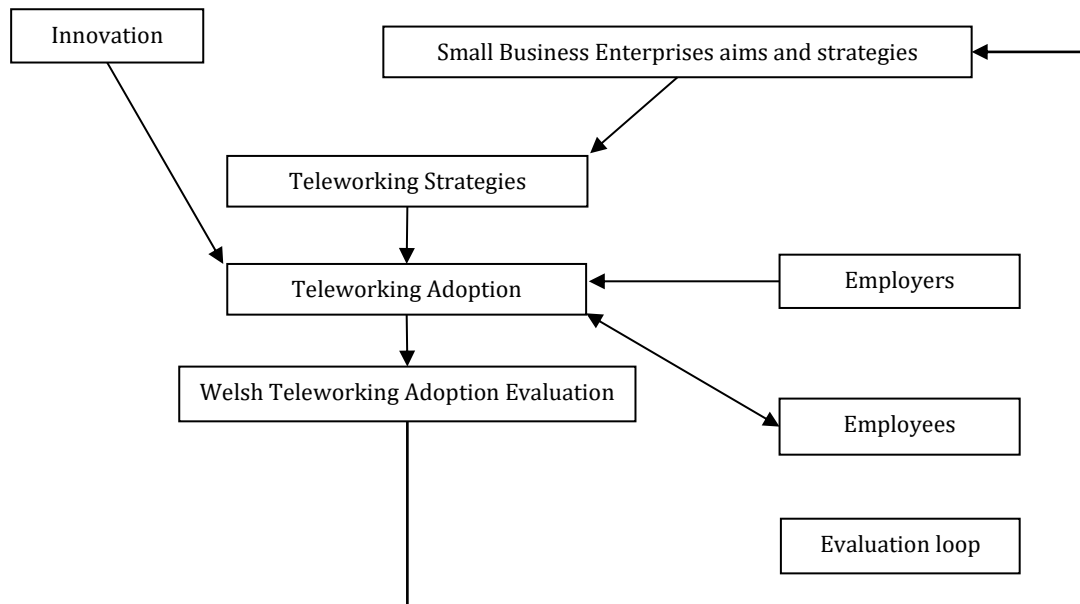 Innovation
Small Business Enterprises aims and strategies
Teleworking Strategies
Teleworking Adoption
Employers
Welsh Teleworking Adoption Evaluation
Employees
Evaluation loop